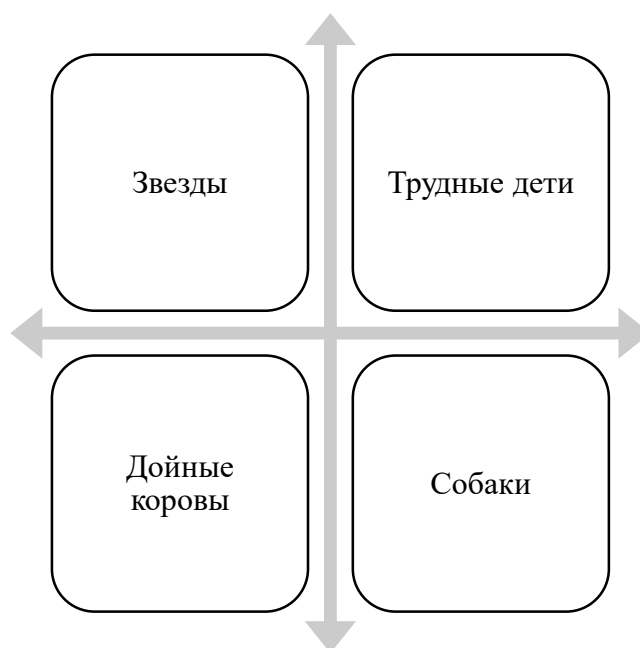 Звезды
Трудные дети
Дойные
коровы
Собаки